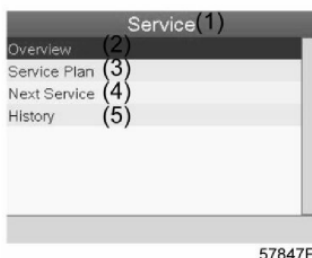 Service(1)
Overview (2)
Service Plan (3)
Next Service (4)
History (5)
57847F